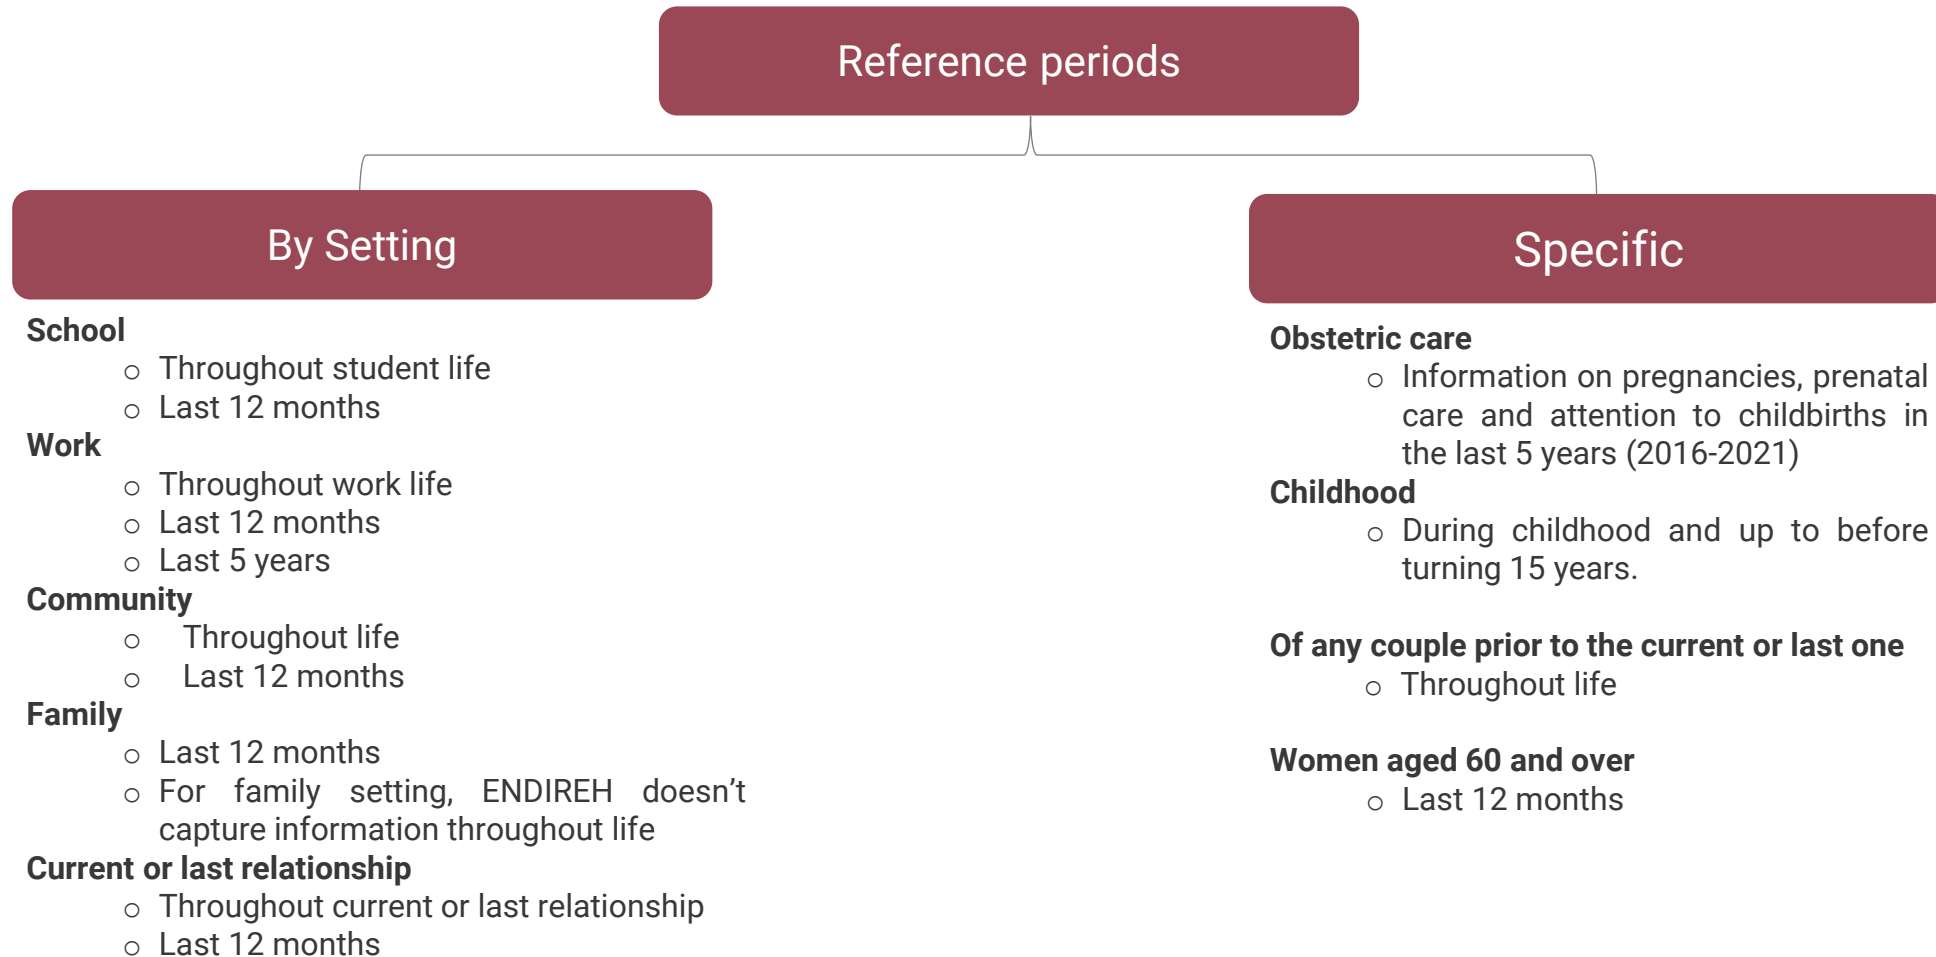 Reference periods
By Setting
School
○ Throughout student life
○ Last 12 months
Work
○ Throughout work life
○ Last 12 months
○ Last 5 years
Community
○ Throughout life
○ Last 12 months
Family
○ Last 12 months
○ For family setting, ENDIREH doesn’t
capture information throughout life
Current or last relationship
○ Throughout current or last relationship
○ Last 12 months
Specific
Obstetric care
○ Information on pregnancies, prenatal
care and attention to childbirths in
the last 5 years (2016-2021)
Childhood
○ During childhood and up to before
turning 15 years.
Of any couple prior to the current or last one
○ Throughout life
Women aged 60 and over
○ Last 12 months